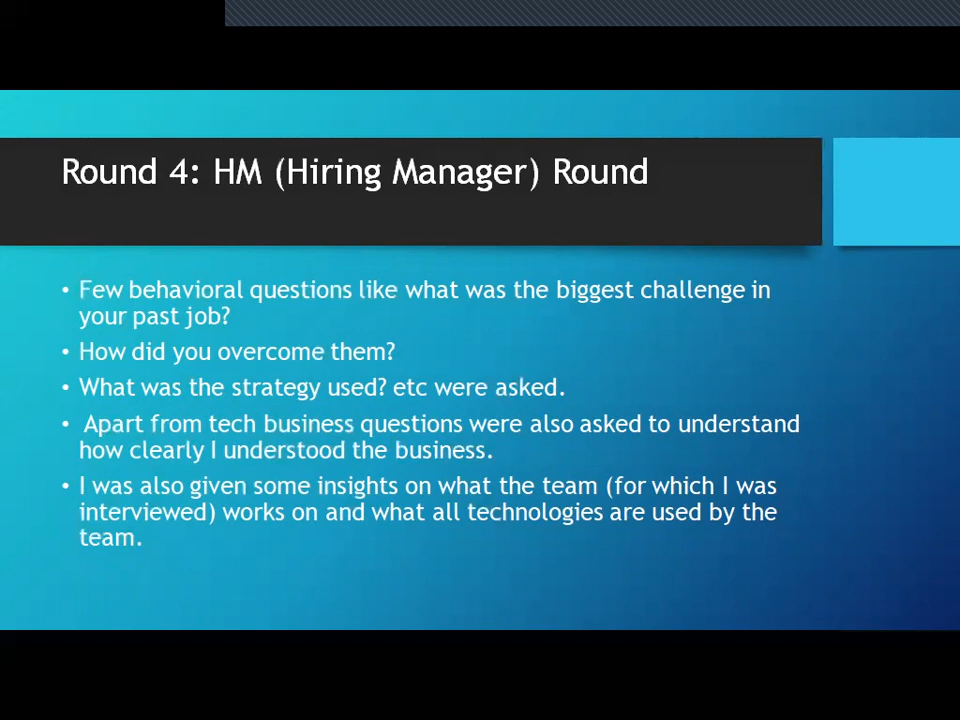 Round 4: HM (Hiring Manager) Round
• Few behavioral questions like what was the biggest challenge in
your past job?
• How did you overcome them?
• What was the strategy used? etc were asked.
• Apart from tech business questions were also asked to understand
how clearly I understood the business.
• I was also given some insights on what the team (for which I was
interviewed) works on and what all technologies are used by the
team.